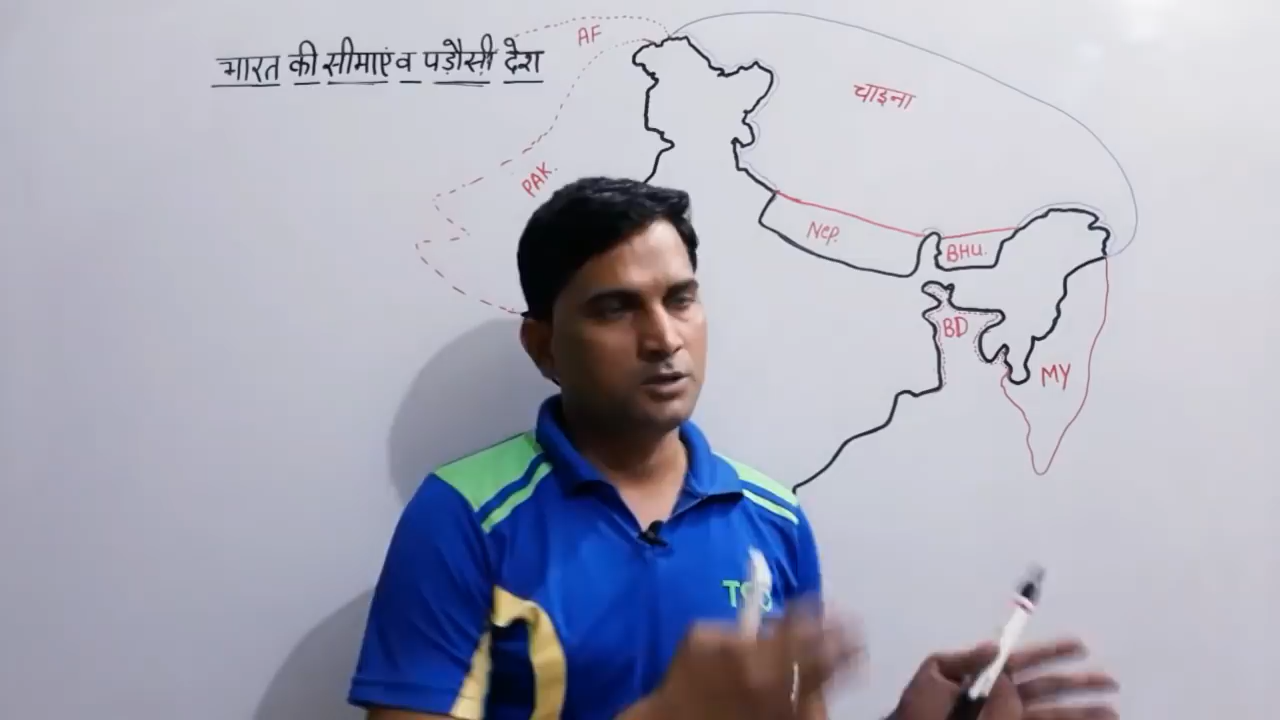 भारत की सीमाएं व पड़ौसी देश
AF
चाइना
PAK.
Nep.
BHU.
BD
MY